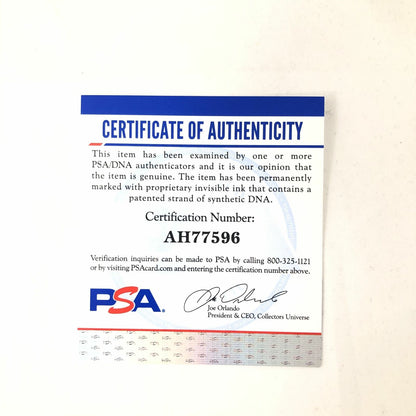 CERTIFICATE OF AUTHENTICITY
This item has been examined by one or more
PSA/DNA authenticators and it is our opinion that
the item is genuine. The item has been permanently
marked with proprietary invisible ink that contains a
patented strand of synthetic DNA.
Certification Number:
AH77596
Verification inquiries can be made to PSA by calling 800-325-1121
or by visiting PSAcard.com and entering the certification number above.
PSA.
Joe Orlando
President & CEO, Collectors Universe